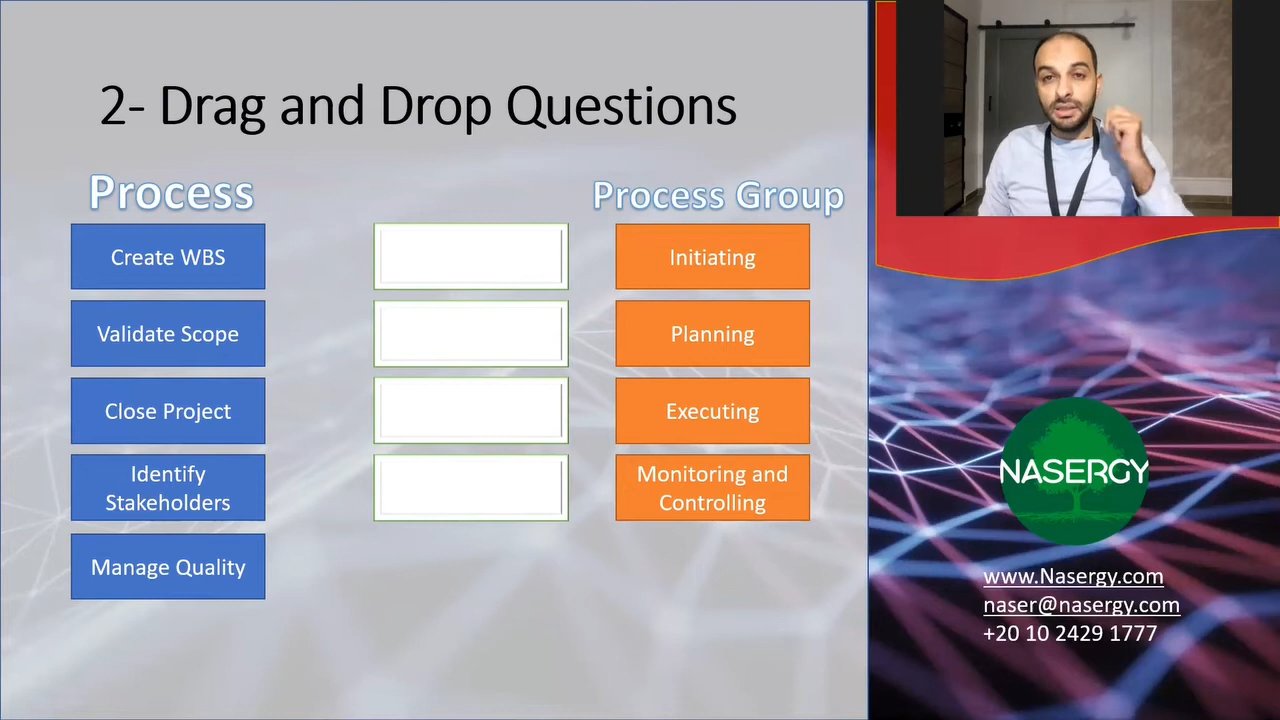 2- Drag and Drop Questions
Process
Process Group
Create WBS
Initiating
Validate Scope
Planning
Close Project
Executing
Identify
Stakeholders
Monitoring and
Controlling
Manage Quality
NASERGY
www.Nasergy.com
naser@nasergy.com
+20 10 2429 1777